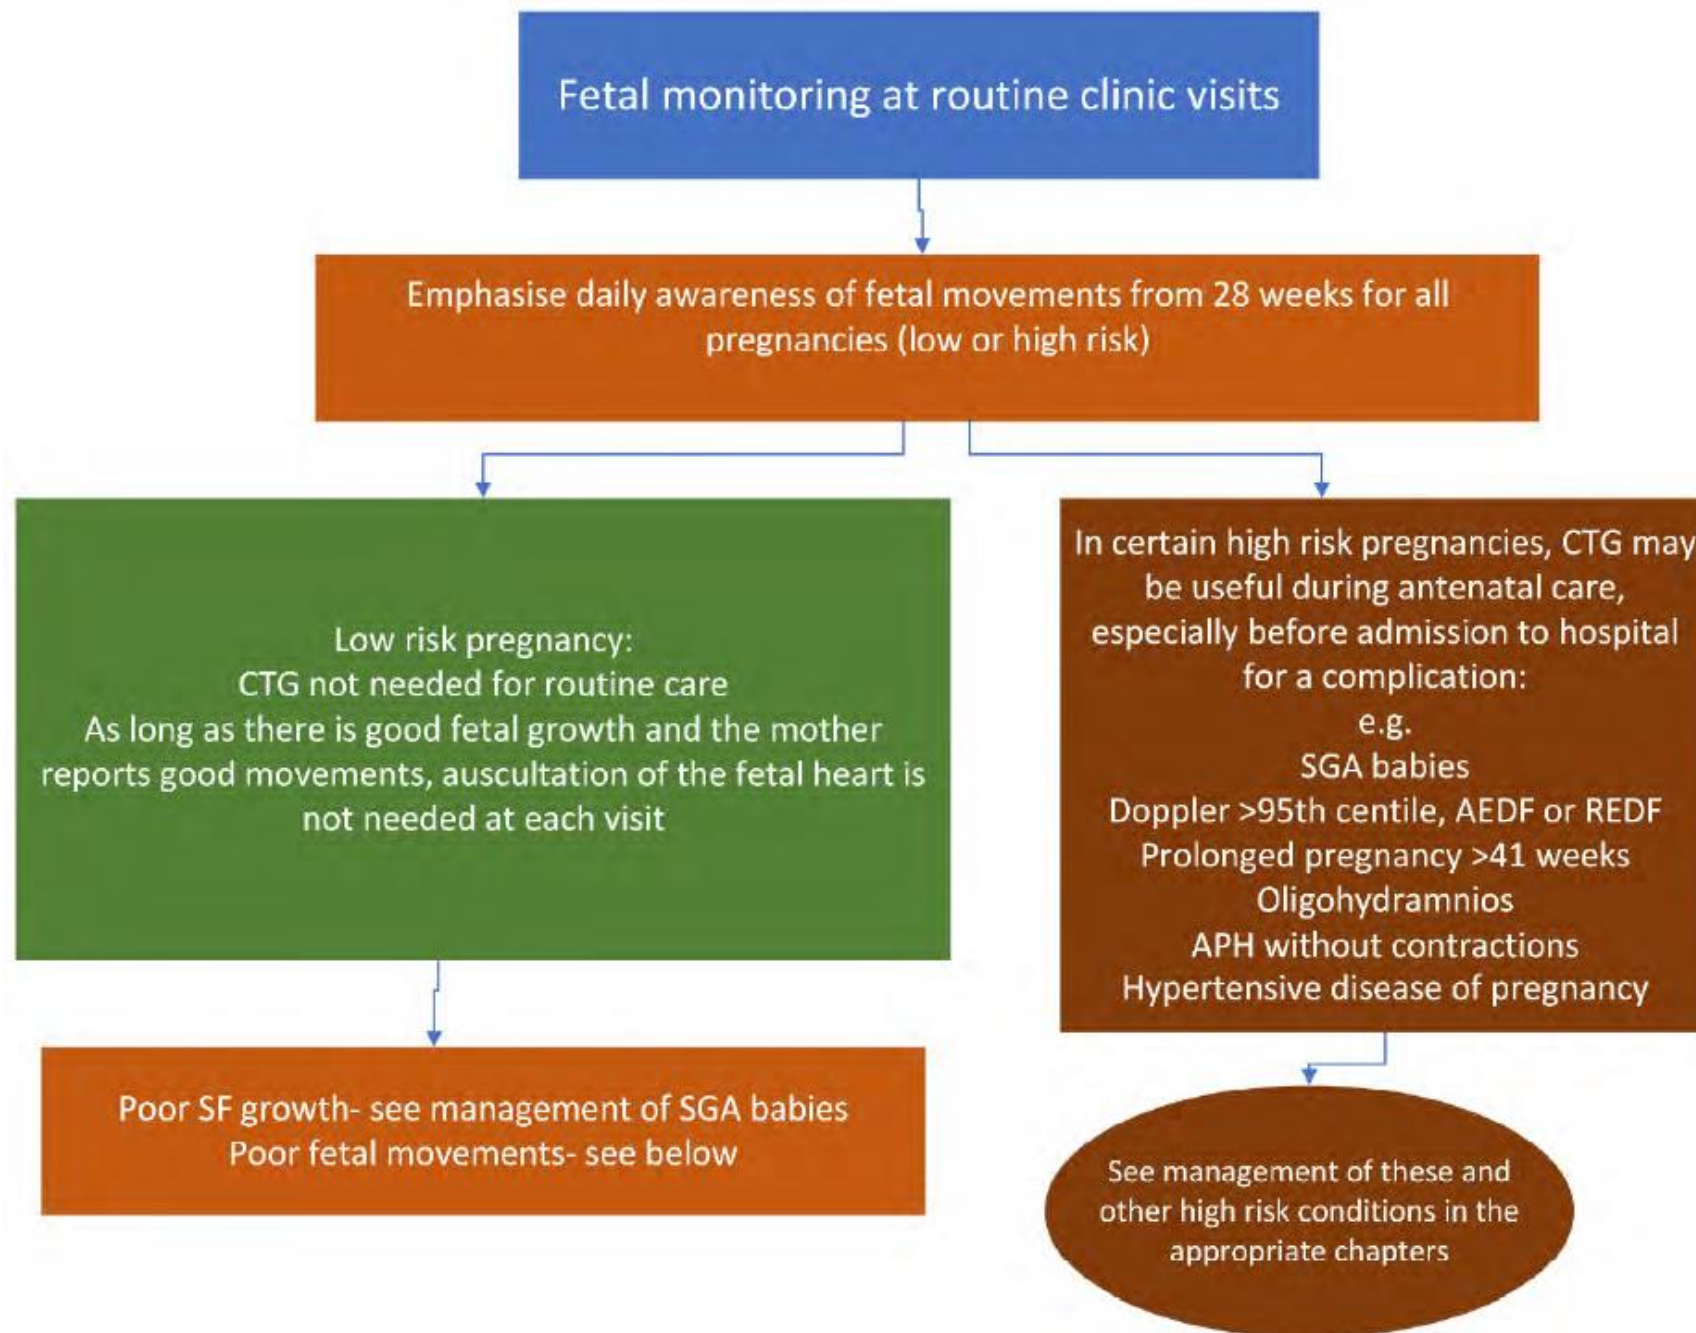 Fetal monitoring at routine clinic visits
Emphasise daily awareness of fetal movements from 28 weeks for all
pregnancies (low or high risk)
Low risk pregnancy:
CTG not needed for routine care
As long as there is good fetal growth and the mother
reports good movements, auscultation of the fetal heart is
not needed at each visit
Poor SF growth- see management of SGA babies
Poor fetal movements- see below
In certain high risk pregnancies, CTG may
be useful during antenatal care,
especially before admission to hospital
for a complication:
e.g.
SGA babies
Doppler >95th centile, AEDF or REDF
Prolonged pregnancy >41 weeks
Oligohydramnios
APH without contractions
Hypertensive disease of pregnancy
See management of these and
other high risk conditions in the
appropriate chapters